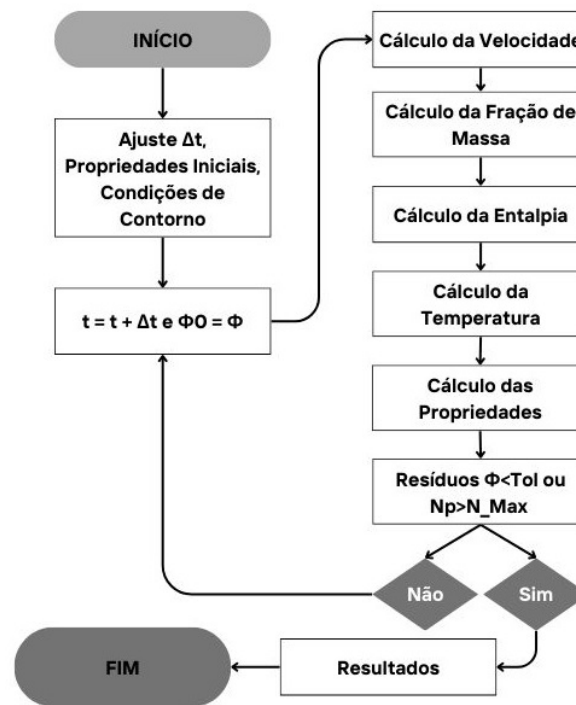 INÍCIO
Ajuste Δt,
Propriedades Iniciais,
Condições de
Contorno
t = t + Δt e Φ0 = Φ
Cálculo da Velocidade
Cálculo da Fração de
Massa
Cálculo da Entalpia
Cálculo da
Temperatura
Cálculo das
Propriedades
Resíduos Φ<Tol ou
Np>N_Max
Não
Sim
Resultados
FIM